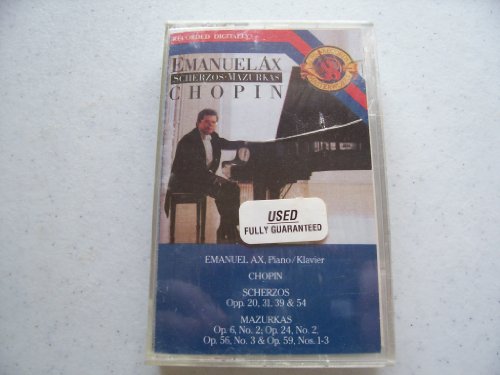 RECORDED DIGITALLY
EMANUEL AX
SCHERZOS·MAZURKAS
CHOPIN
USED
FULLY GUARANTEED
EMANUEL AX, Piano/Klavier
CHOPIN
SCHERZOS
Opp. 20, 31, 39 & 54
MAZURKAS
Op. 6, No. 2; Op. 24, No. 2,
Op. 56, No. 3 & Op. 59, Nos. 1-3